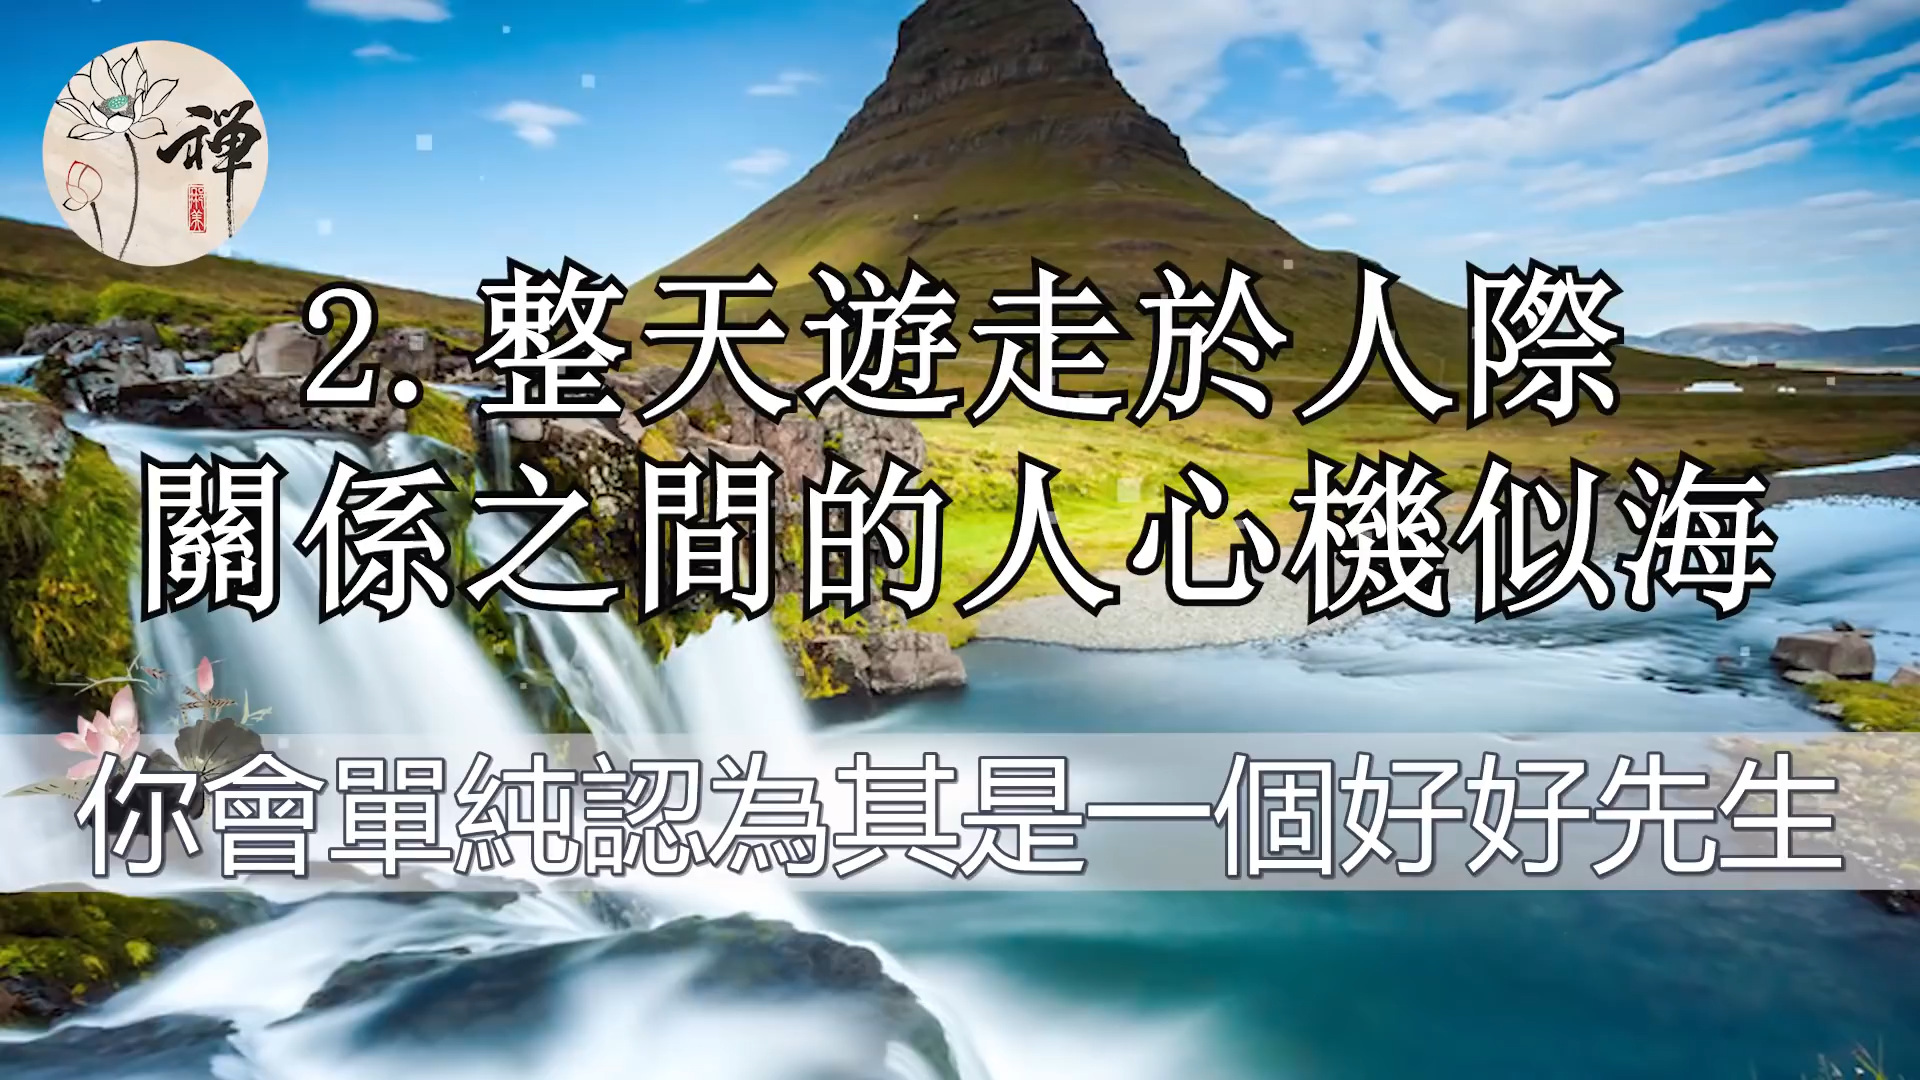 禅
2. 整天遊走於人際
關係之間的人心機似海
你會單純認為其是一個好好先生